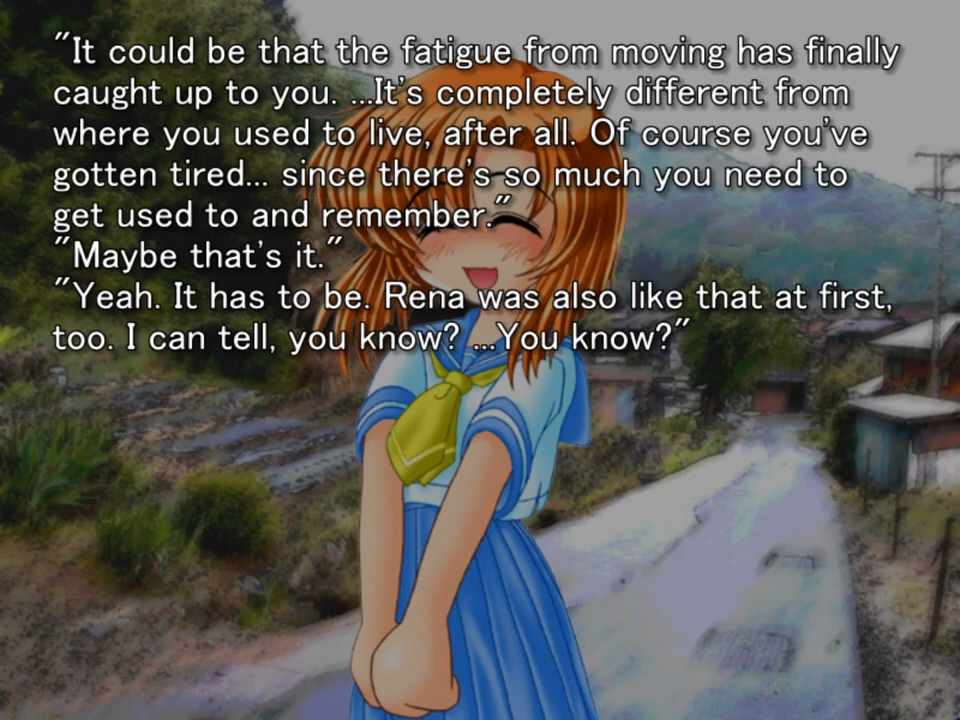 "It could be that the fatigue from moving has finally
caught up to you. ...It's completely different from
where you used to live, after all. Of course you've
gotten tired... since there's so much you need to
get used to and remember."
"Maybe that's it."
"Yeah. It has to be. Rena was also like that at first,
too. I can tell, you know? ...You know?"